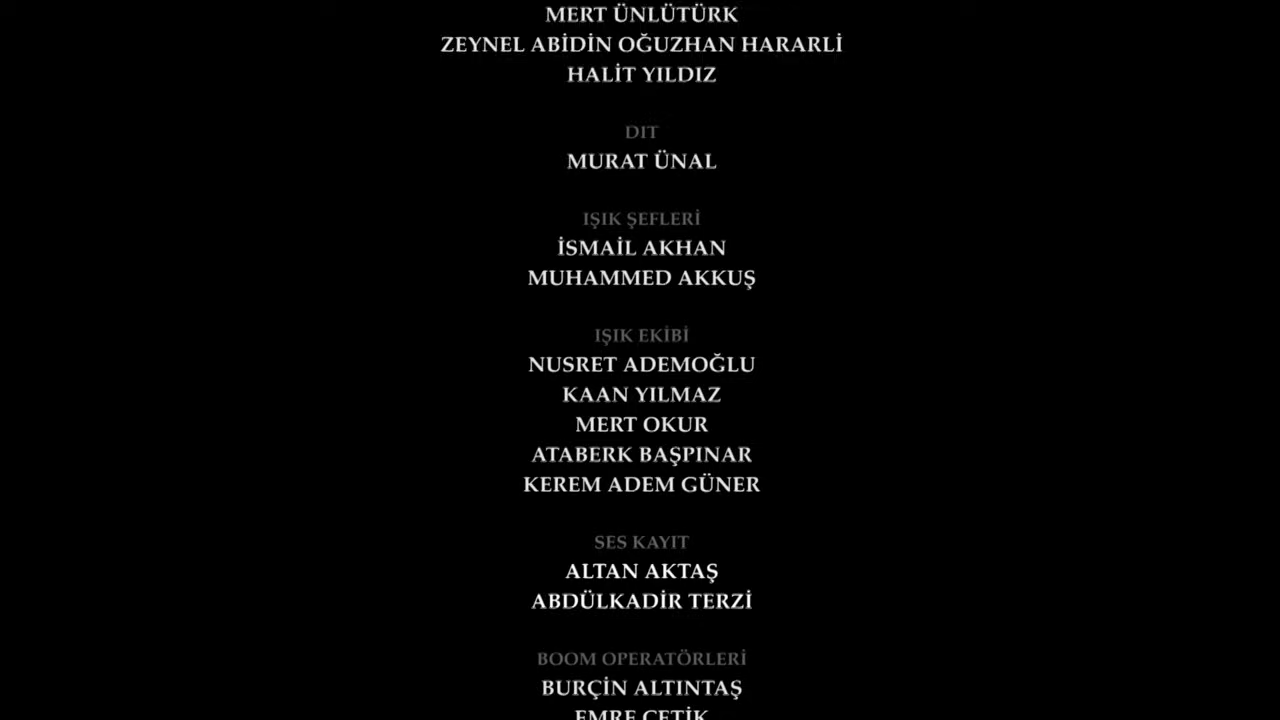 MERT ÜNLÜTÜRK
ZEYNEL ABİDİN OĞUZHAN HARARLİ
HALİT YILDIZ
DIT
MURAT ÜNAL
IŞIK ŞEFLERİ
İSMAİL AKHAN
MUHAMMED AKKUŞ
IŞIK EKİBİ
NUSRET ADEMOĞLU
KAAN YILMAZ
MERT OKUR
ATABERK BAŞPINAR
KEREM ADEM GÜNER
SES KAYIT
ALTAN AKTAŞ
ABDÜLKADİR TERZİ
BOOM OPERATÖRLERİ
BURÇİN ALTINTAŞ
EMRE ÇETİK